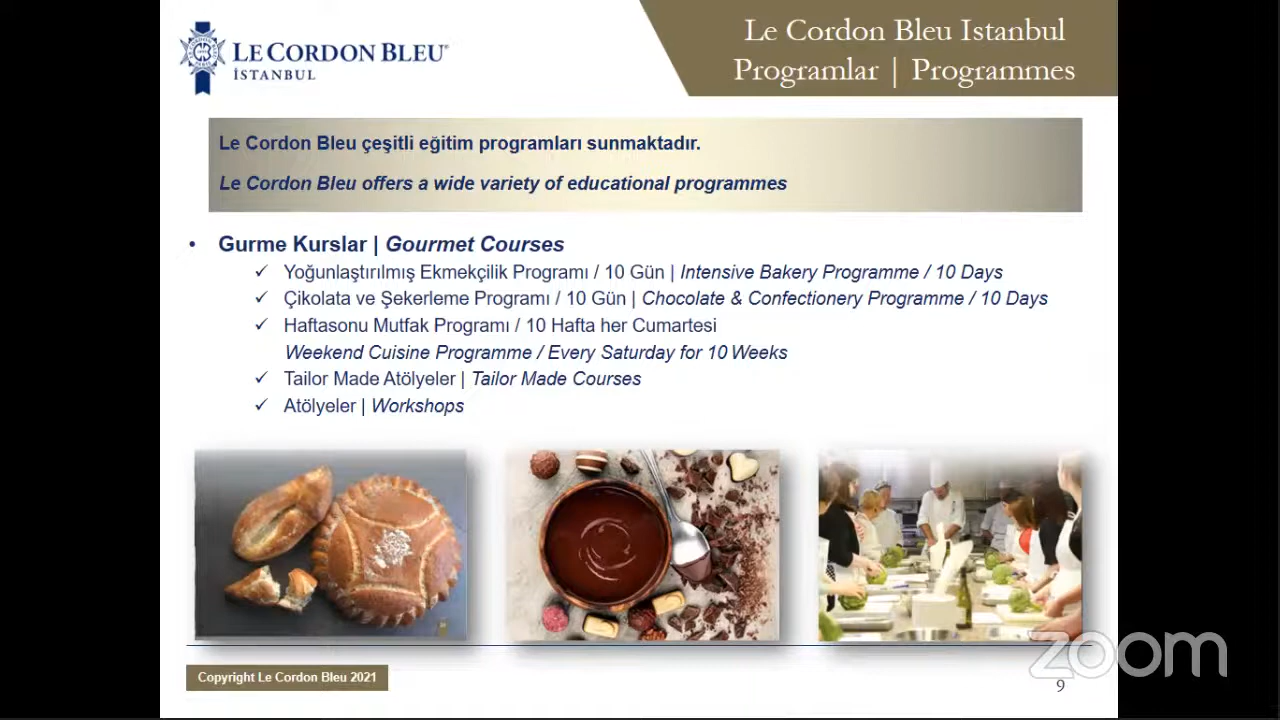 LE CORDON BLEU®
İSTANBUL
Le Cordon Bleu Istanbul
Programlar | Programmes
Le Cordon Bleu çeşitli eğitim programları sunmaktadır.
Le Cordon Bleu offers a wide variety of educational programmes
• Gurme Kurslar | Gourmet Courses
✓ Yoğunlaştırılmış Ekmekçilik Programı / 10 Gün | Intensive Bakery Programme / 10 Days
✓ Çikolata ve Şekerleme Programı / 10 Gün | Chocolate & Confectionery Programme / 10 Days
✓ Haftasonu Mutfak Programı / 10 Hafta her Cumartesi
Weekend Cuisine Programme / Every Saturday for 10 Weeks
✓ Tailor Made Atölyeler | Tailor Made Courses
✓ Atölyeler | Workshops
zoom
Copyright Le Cordon Bleu 2021
9